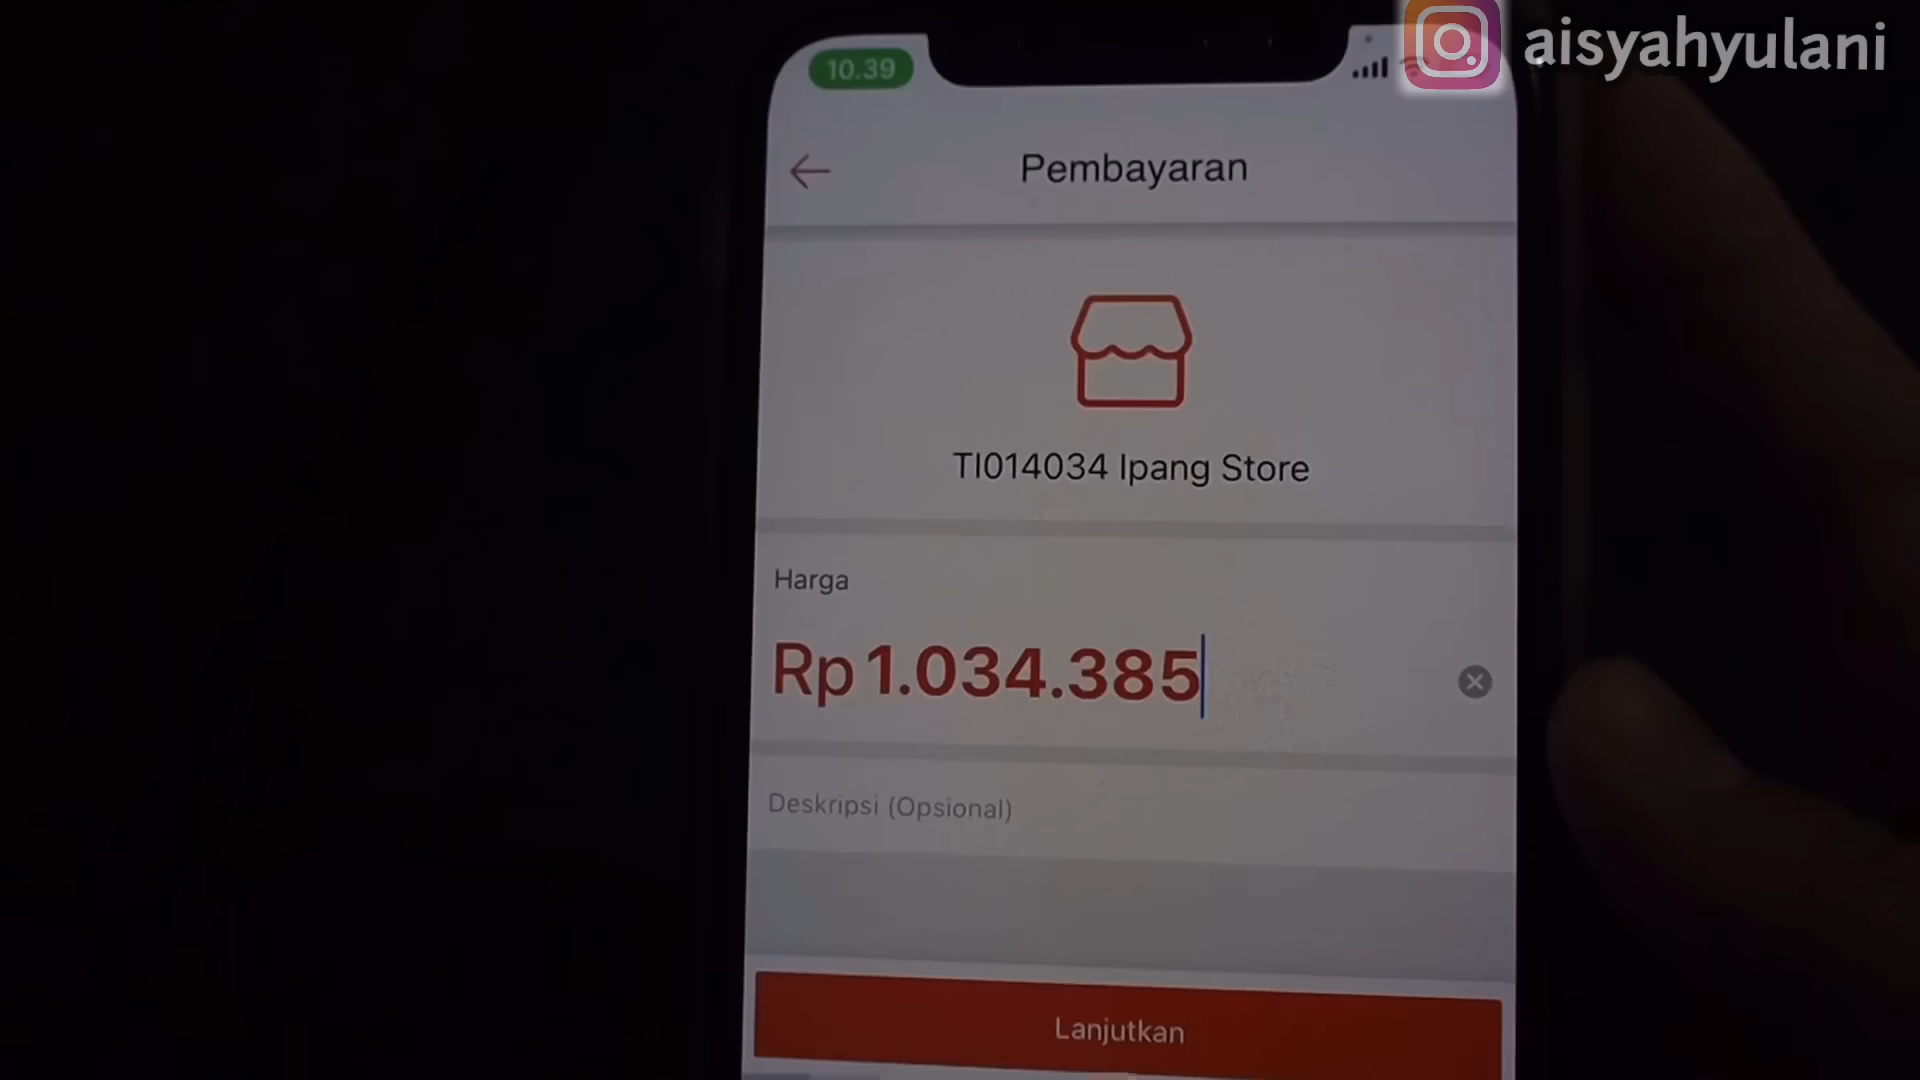 aisyahyulani
10.39
Pembayaran
TI014034 Ipang Store
Harga
Rp 1.034.385
Deskripsi (Opsional)
Lanjutkan